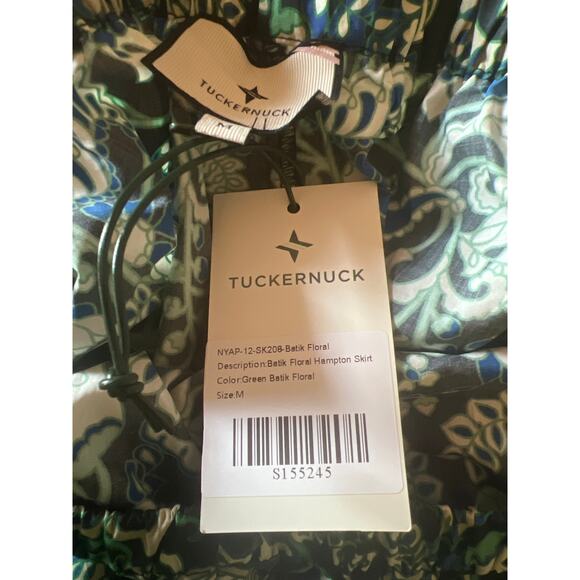 TUCKERNUCK
M
TUCKERNUCK
NYAP-12-SK208-Batik Floral
Description:Batik Floral Hampton Skirt
Color:Green Batik Floral
Size:M
S155245